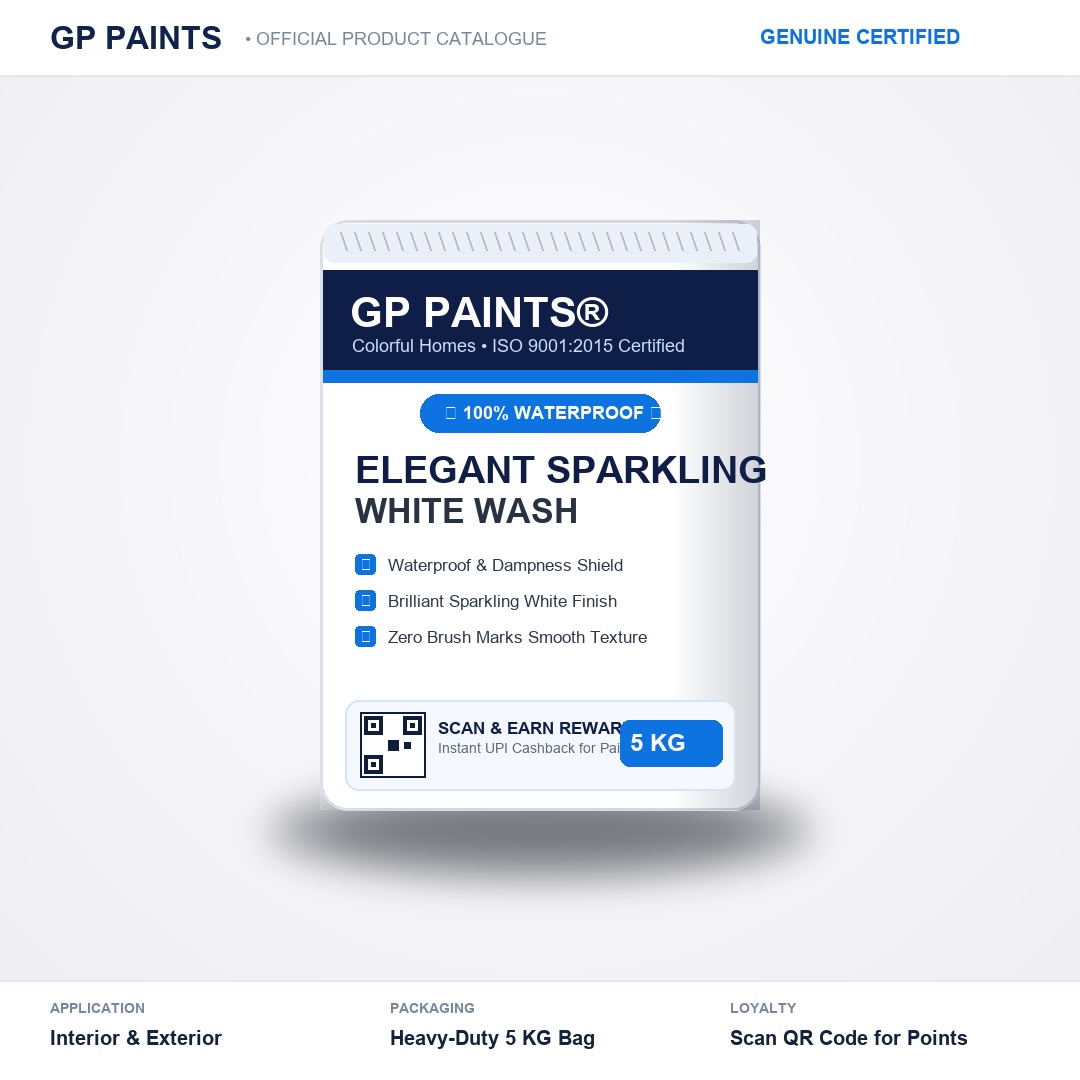 GP PAINTS • OFFICIAL PRODUCT CATALOGUE GENUINE CERTIFIED
GP PAINTS®
Colorful Homes • ISO 9001:2015 Certified
100% WATERPROOF
ELEGANT SPARKLING
WHITE WASH
Waterproof & Dampness Shield
Brilliant Sparkling White Finish
Zero Brush Marks Smooth Texture
SCAN & EARN
Instant UPI Cashback for
5 KG
APPLICATION PACKAGING LOYALTY
Interior & Exterior Heavy-Duty 5 KG Bag Scan QR Code for Points